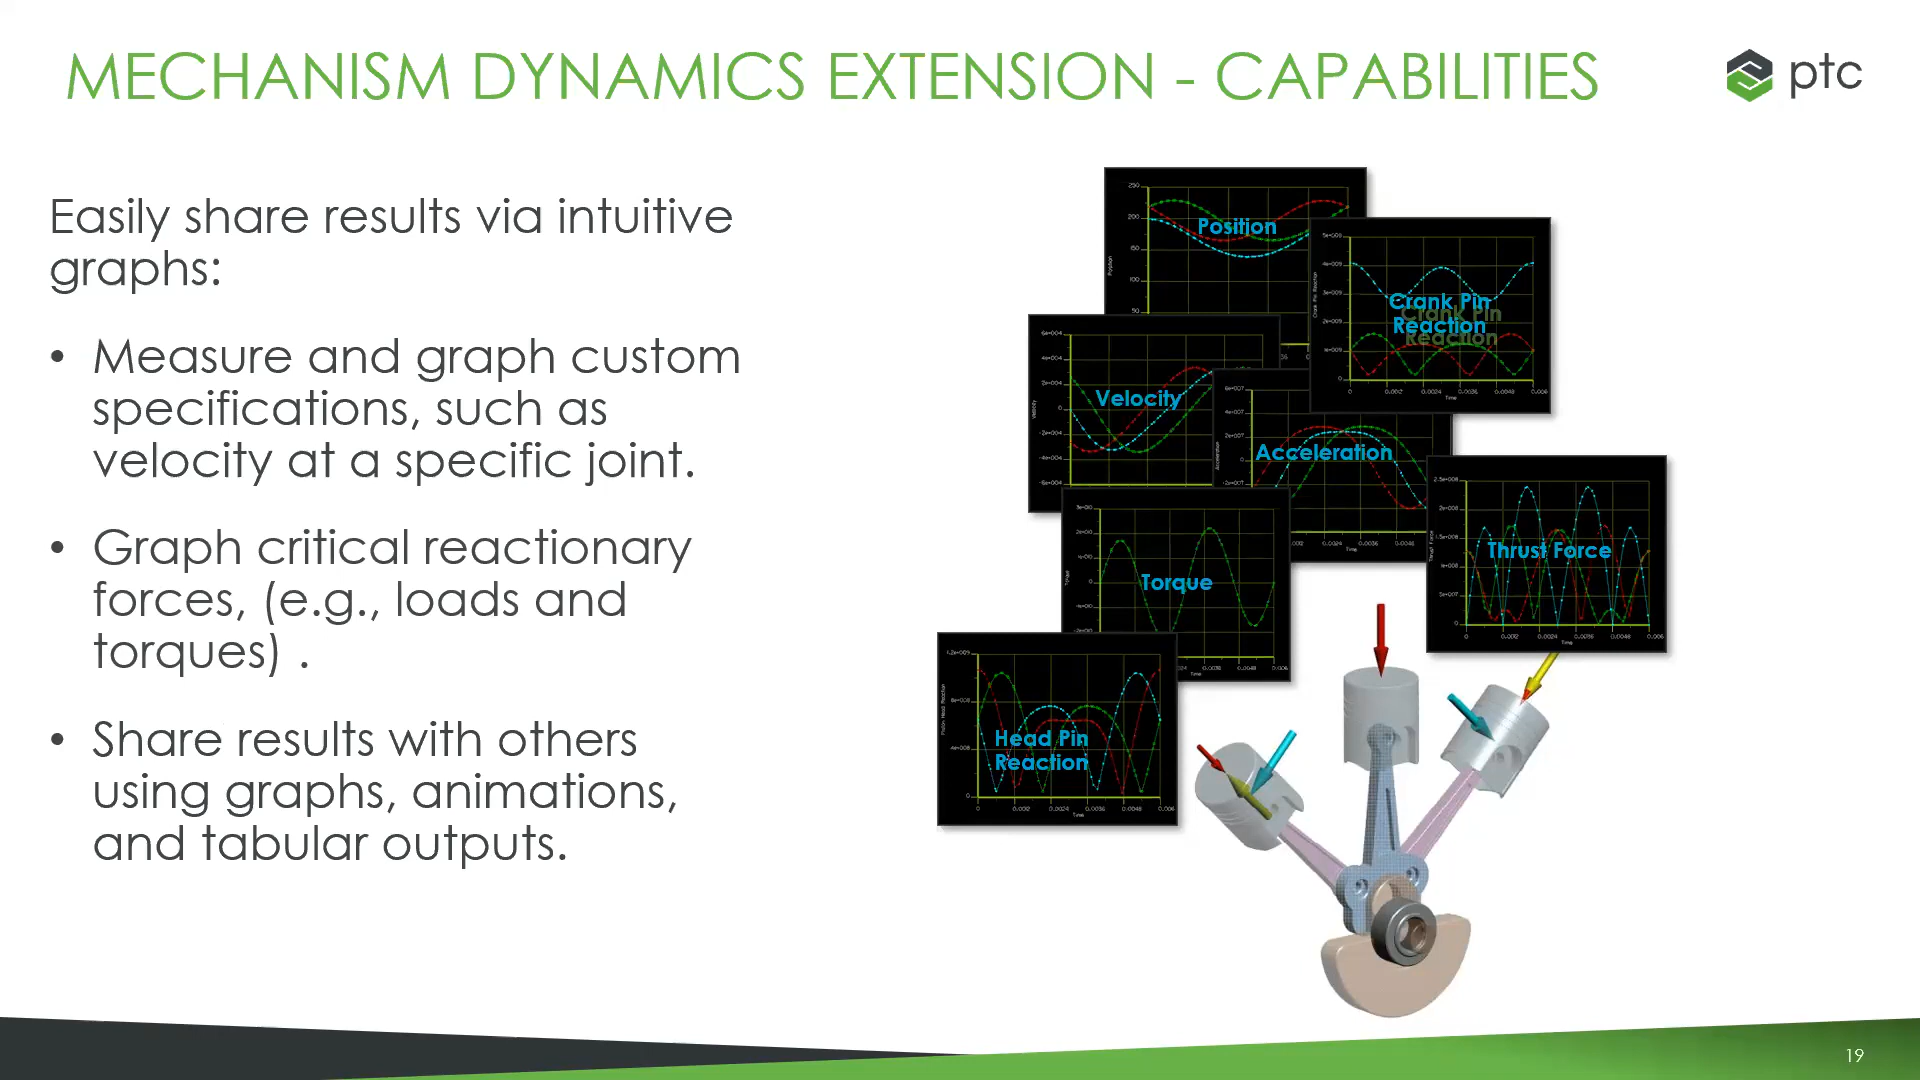 MECHANISM DYNAMICS EXTENSION - CAPABILITIES
ptc
Easily share results via intuitive
graphs:
• Measure and graph custom
specifications, such as
velocity at a specific joint.
• Graph critical reactionary
forces, (e.g., loads and
torques) .
• Share results with others
using graphs, animations,
and tabular outputs.
Position
Crank Pin
Reaction
Velocity
Acceleration
Thrust Force
Torque
Head Pin
Reaction
19